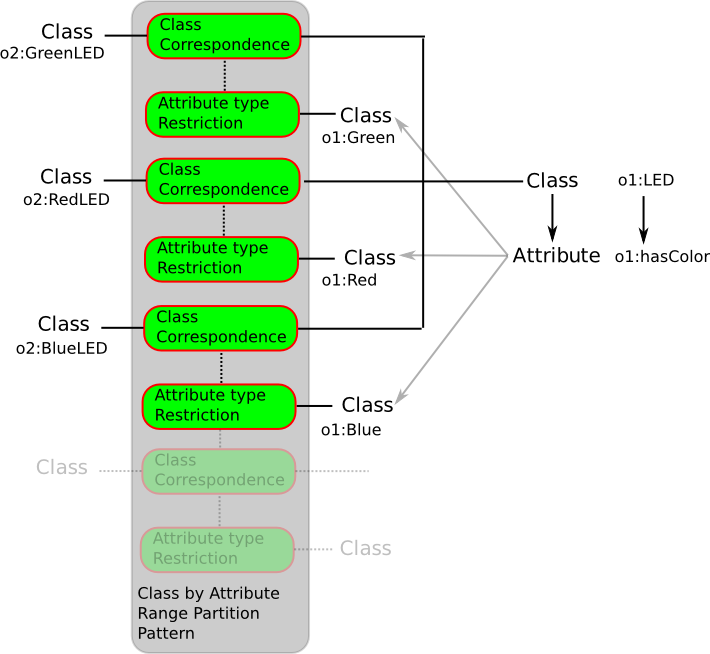 Class
o2:GreenLED
Class
Correspondence
Attribute type
Restriction
Class
o1:Green
Class
o2:RedLED
Class
Correspondence
Class
o1:LED
Attribute type
Restriction
Class
o1:Red
Attribute
o1:hasColor
Class
o2:BlueLED
Class
Correspondence
Attribute type
Restriction
Class
o1:Blue
Class
Class
Correspondence
Attribute type
Restriction
Class
Class by Attribute
Range Partition
Pattern